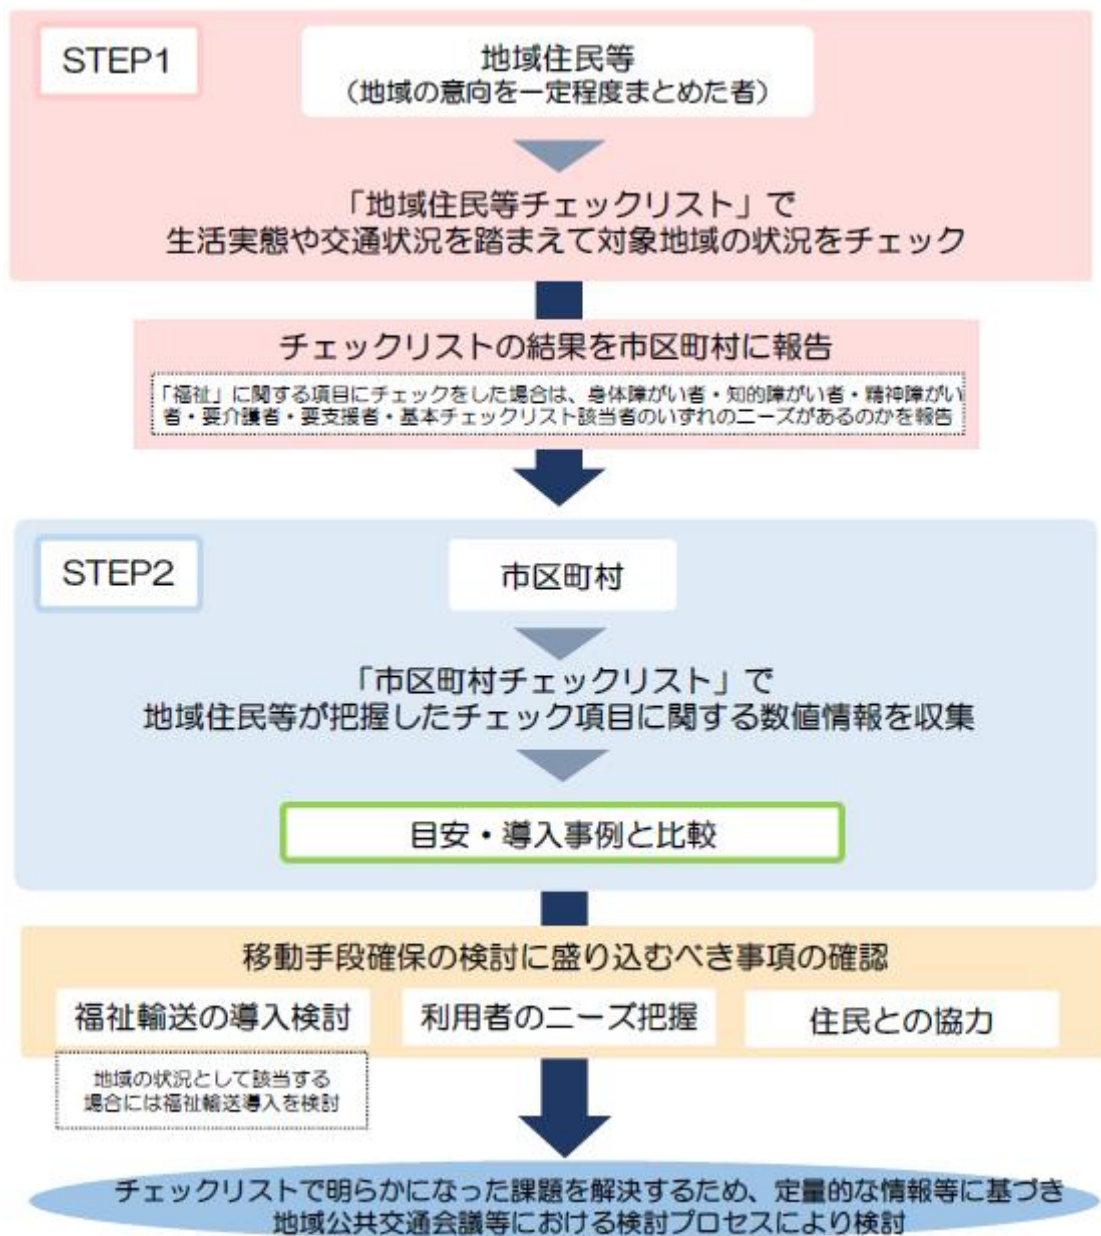 STEP1
地域住民等
（地域の意向を一定程度まとめた者）
「地域住民等チェックリスト」で
生活実態や交通状況を踏まえて対象地域の状況をチェック
チェックリストの結果を市区町村に報告
「福祉」に関する項目にチェックをした場合は、身体障がい者・知的障がい者・精神障がい
者・要介護者・要支援者・基本チェックリスト該当者のいずれのニーズがあるのかを報告
STEP2
市区町村
「市区町村チェックリスト」で
地域住民等が把握したチェック項目に関する数値情報を収集
目安・導入事例と比較
移動手段確保の検討に盛り込むべき事項の確認
福祉輸送の導入検討
利用者のニーズ把握
住民との協力
地域の状況として該当する
場合には福祉輸送導入を検討
チェックリストで明らかになった課題を解決するため、定量的な情報等に基づき
地域公共交通会議等における検討プロセスにより検討